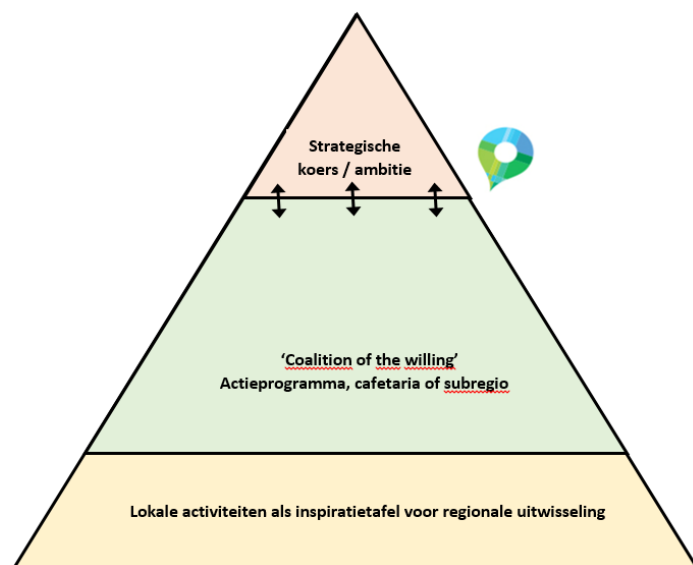 Strategische
koers / ambitie
‘Coalition of the willing’
Actieprogramma, cafetaria of subregio
Lokale activiteiten als inspiratietafel voor regionale uitwisseling